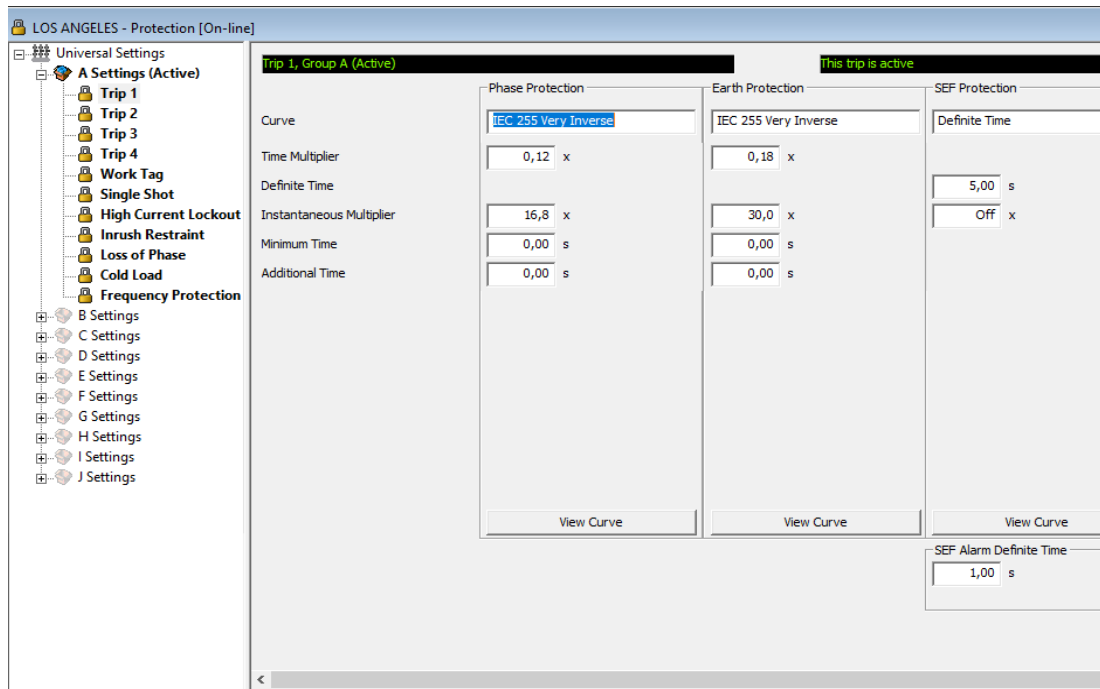 LOS ANGELES - Protection [On-line]
Universal Settings
A Settings (Active)
Trip 1
Trip 2
Trip 3
Trip 4
Work Tag
Single Shot
High Current Lockout
Inrush Restraint
Loss of Phase
Cold Load
Frequency Protection
B Settings
C Settings
D Settings
E Settings
F Settings
G Settings
H Settings
I Settings
J Settings
Trip 1, Group A (Active) This trip is active
Phase Protection Earth Protection SEF Protection
Curve IEC 255 Very Inverse IEC 255 Very Inverse Definite Time
Time Multiplier 0,12 x 0,18 x
Definite Time 5,00 s
Instantaneous Multiplier 16,8 x 30,0 x Off x
Minimum Time 0,00 s 0,00 s
Additional Time 0,00 s 0,00 s
View Curve View Curve View Curve
SEF Alarm Definite Time
1,00 s